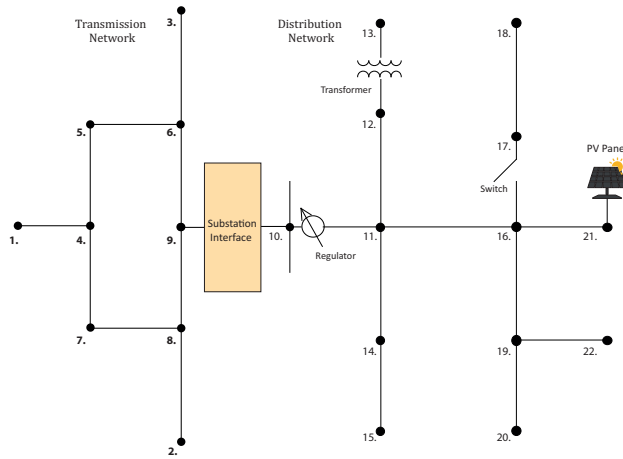 Transmission
Network
3.
Distribution
Network
13.
18.
Transformer
5.
6.
12.
17.
PV Pane
Switch
Substation
Interface
1.
4.
9.
10.
Regulator
11.
16.
21.
7.
8.
14.
19.
22.
2.
15.
20.